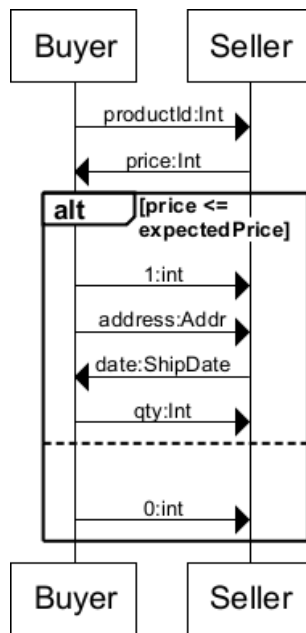 Buyer Seller
productId:Int
price:Int
alt [price <=
expectedPrice]
1:int
address:Addr
date:ShipDate
qty:Int
0:int
Buyer Seller